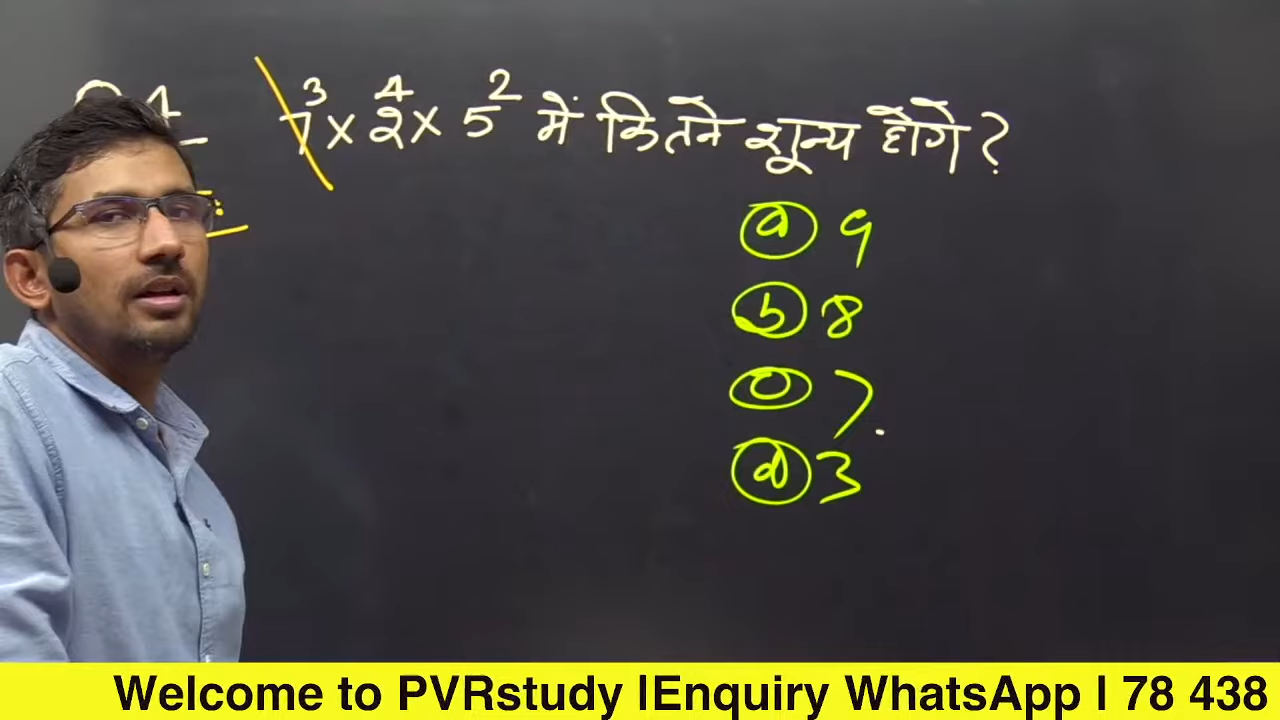 7³ × 2⁴ × 5² में कितने शून्य होंगे ?
(a) 9
(b) 8
(c) 7
(d) 3
Welcome to PVRstudy |Enquiry WhatsApp | 78 438